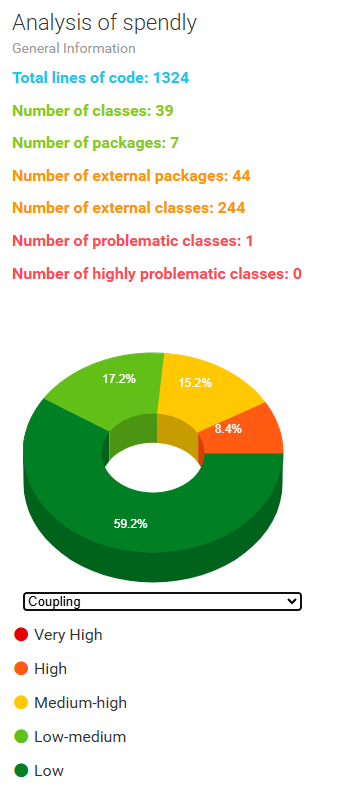 Analysis of spendly
General Information
Total lines of code: 1324
Number of classes: 39
Number of packages: 7
Number of external packages: 44
Number of external classes: 244
Number of problematic classes: 1
Number of highly problematic classes: 0
17.2%
15.2%
8.4%
59.2%
Coupling
Very High
High
Medium-high
Low-medium
Low